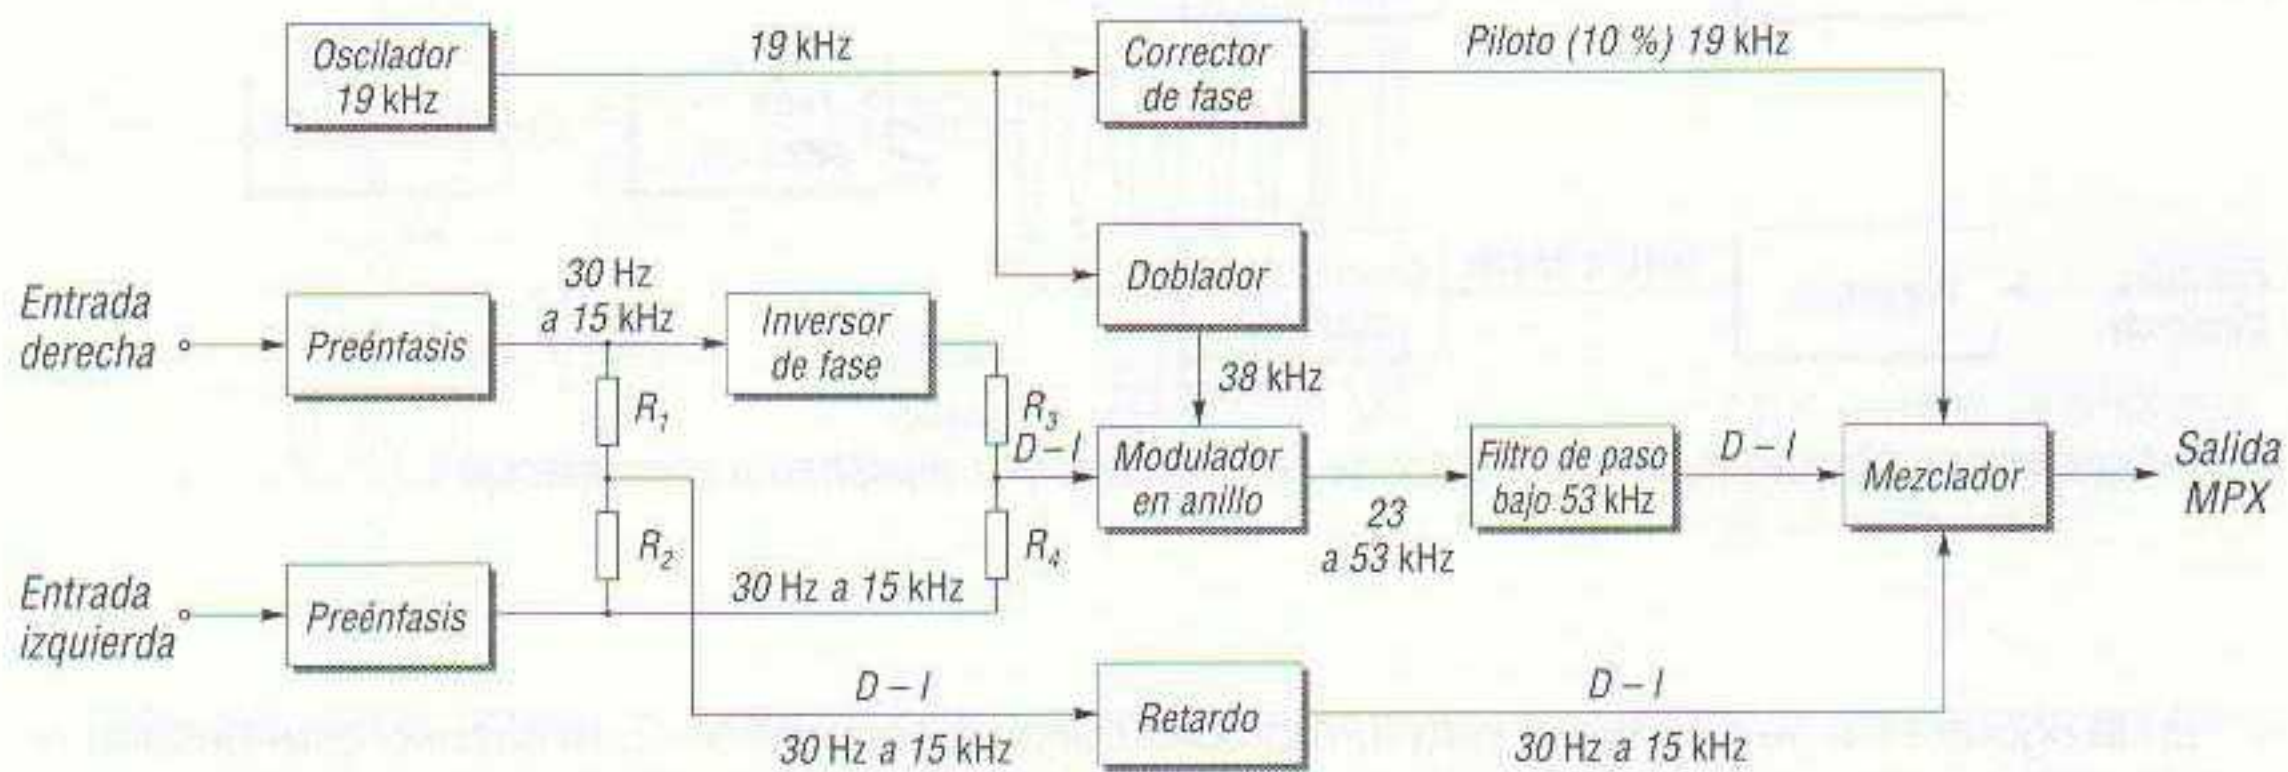 Oscilador
19 kHz
19 kHz
Corrector
de fase
Piloto (10 %) 19 kHz
Entrada
derecha
Preénfasis
30 Hz
a 15 kHz
Inversor
de fase
Doblador
38 kHz
R1
R3
D – I
Modulador
en anillo
23
a 53 kHz
Filtro de paso
bajo 53 kHz
D – I
Mezclador
Salida
MPX
R2
R4
Entrada
izquierda
Preénfasis
30 Hz a 15 kHz
D – I
30 Hz a 15 kHz
Retardo
D – I
30 Hz a 15 kHz